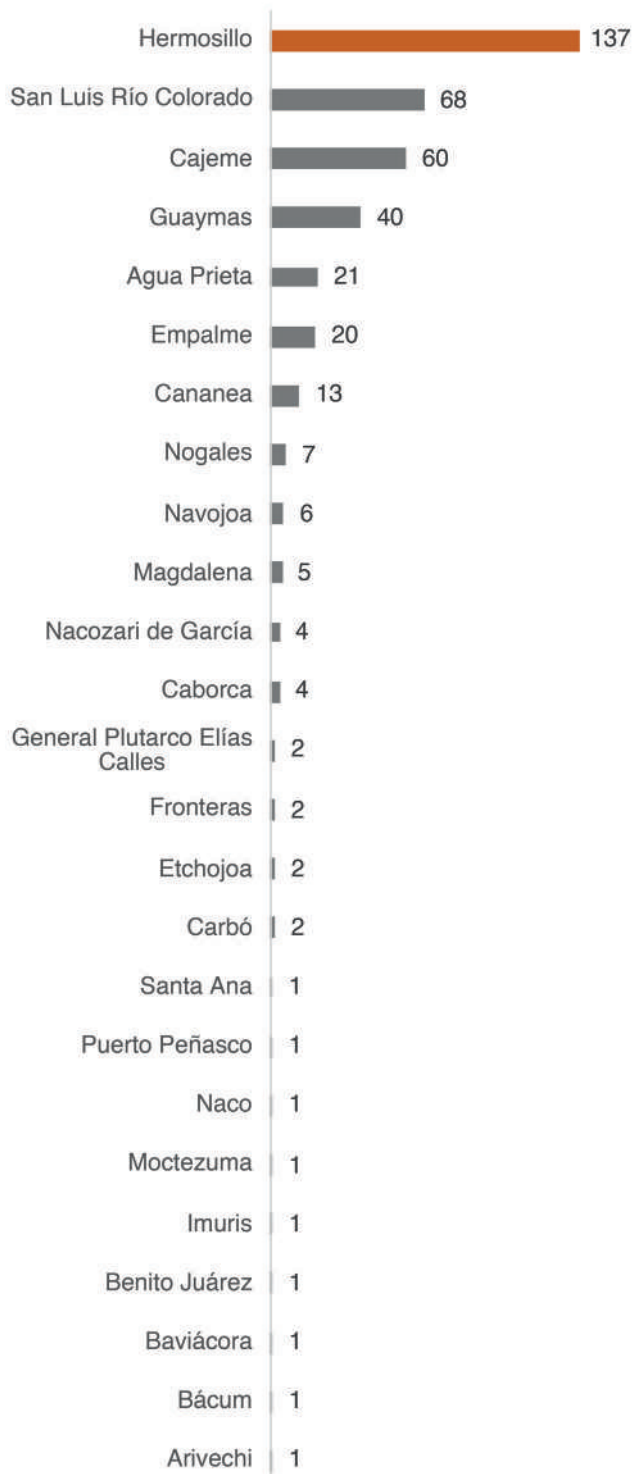 Hermosillo 137
San Luis Río Colorado 68
Cajeme 60
Guaymas 40
Agua Prieta 21
Empalme 20
Cananea 13
Nogales 7
Navojoa 6
Magdalena 5
Nacozari de García 4
Caborca 4
General Plutarco Elías
Calles 2
Fronteras 2
Etchojoa 2
Carbó 2
Santa Ana 1
Puerto Peñasco 1
Naco 1
Moctezuma 1
Imuris 1
Benito Juárez 1
Baviácora 1
Bácum 1
Arivechi 1